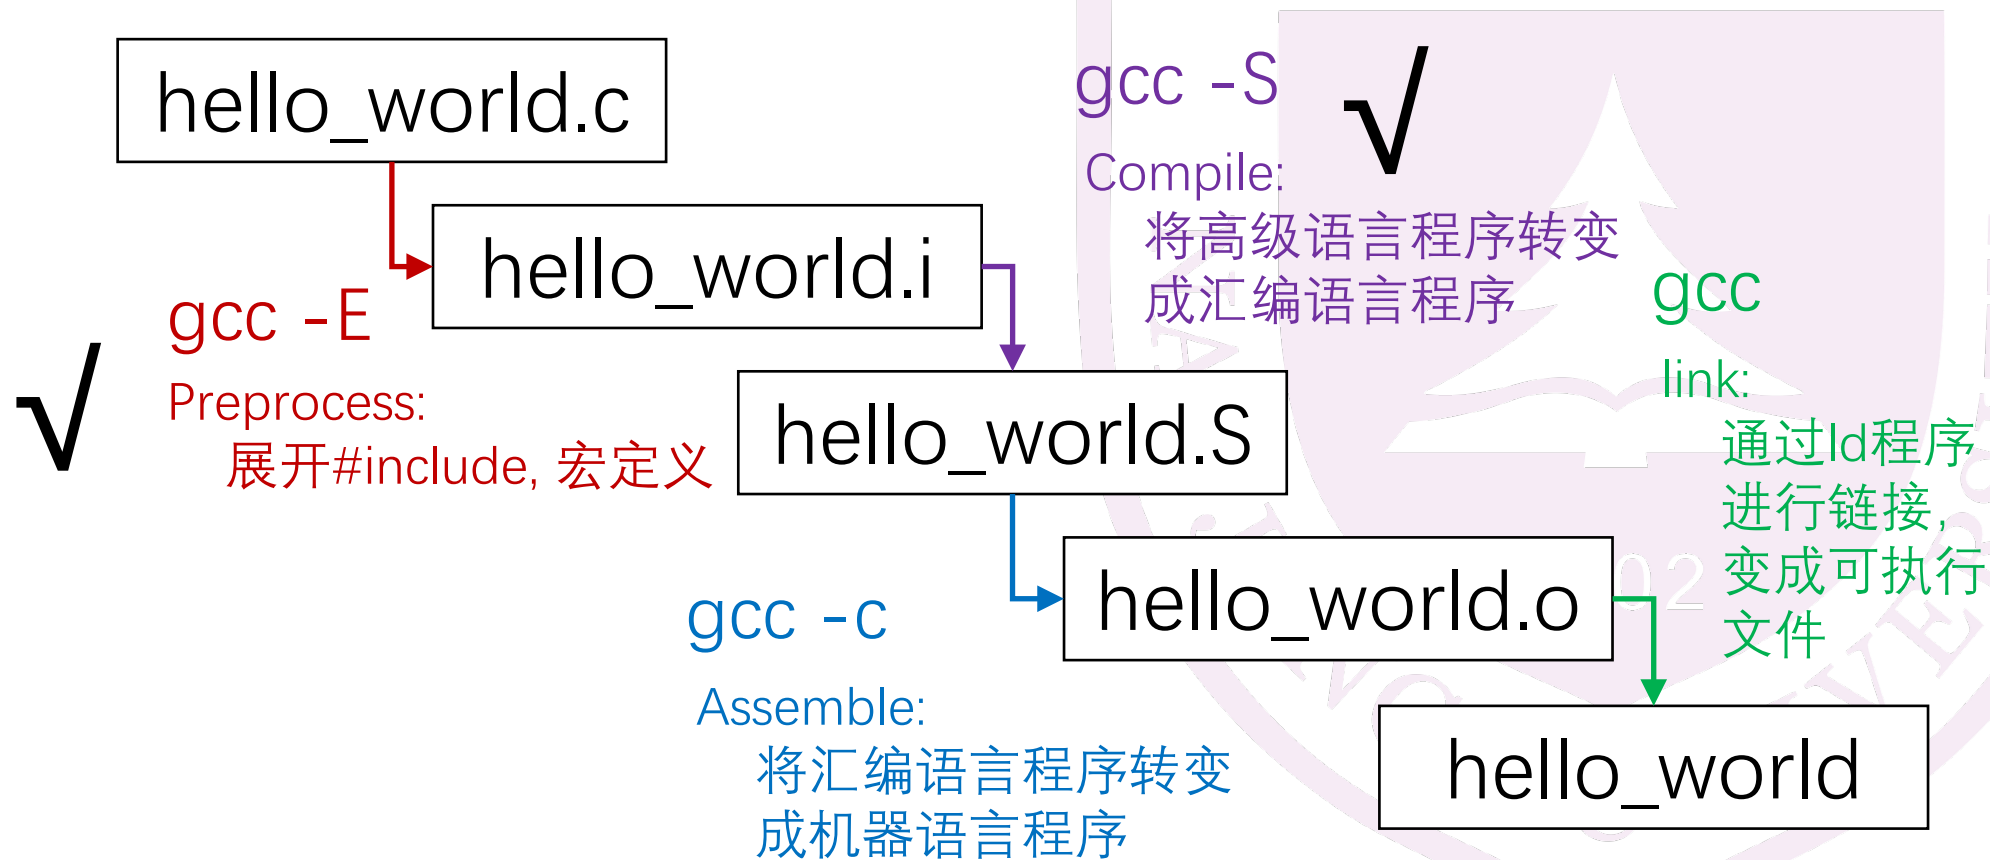 hello_world.c
gcc -E
Preprocess:
展开#include, 宏定义
√
hello_world.i
gcc -S
√
Compile:
将高级语言程序转变
成汇编语言程序
hello_world.S
gcc -c
Assemble:
将汇编语言程序转变
成机器语言程序
hello_world.o
gcc
link:
通过ld程序
进行链接,
变成可执行
文件
hello_world